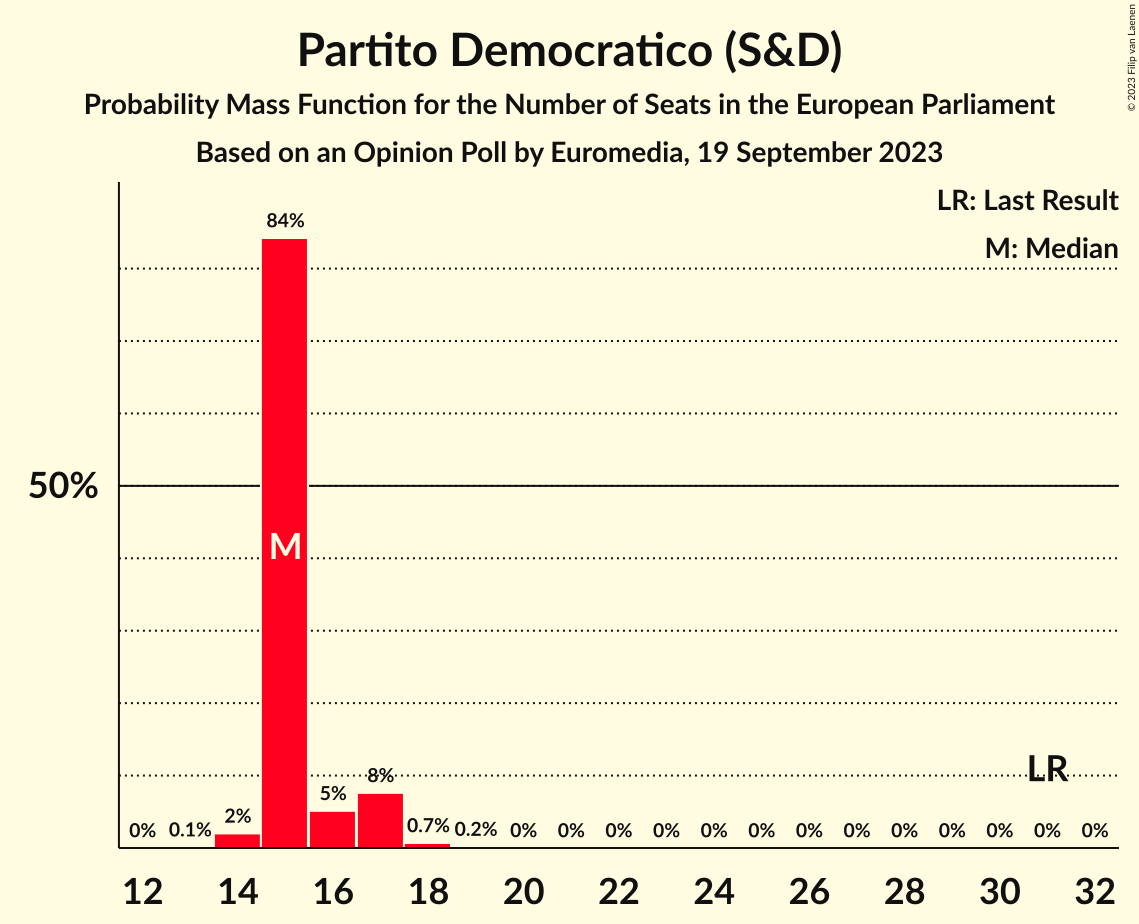 Partito Democratico (S&D)
Probability Mass Function for the Number of Seats in the European Parliament
Based on an Opinion Poll by Euromedia, 19 September 2023
© 2023 Filip van Laenen
LR: Last Result
M: Median
84%
50%
M
LR
0% 0.1% 2% 5% 8% 0.7% 0.2% 0% 0% 0% 0% 0% 0% 0% 0% 0% 0% 0% 0% 0%
12 14 16 18 20 22 24 26 28 30 32